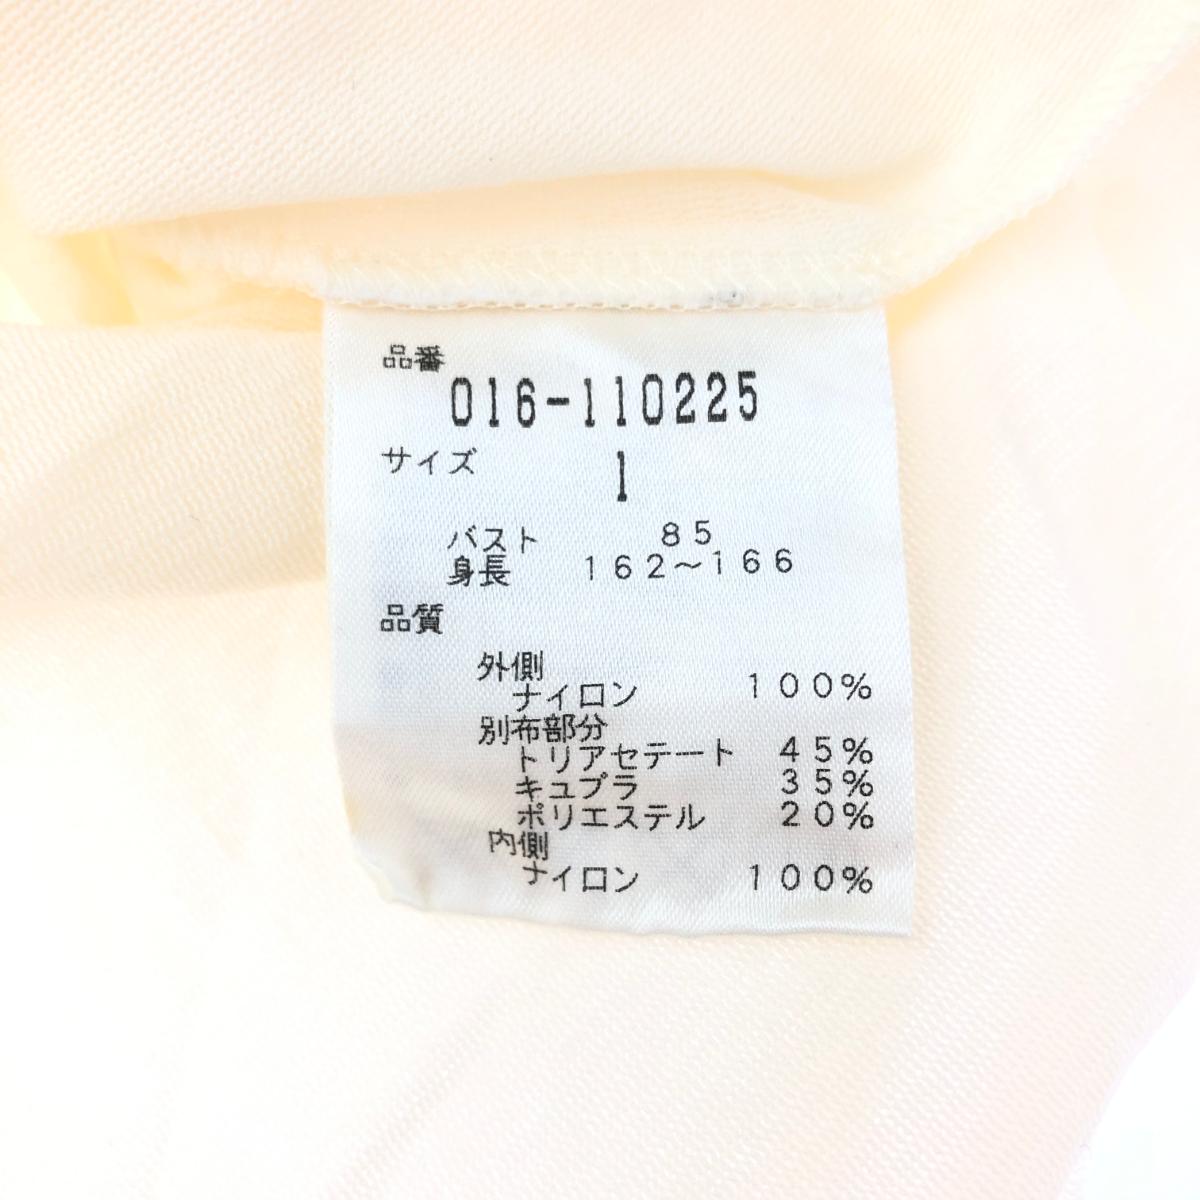 品番
016-110225
サイズ
1
バスト 85
身長 162～166
品質
外側
ナイロン 100%
別布部分
トリアセテート 45%
キュプラ 35%
ポリエステル 20%
内側
ナイロン 100%